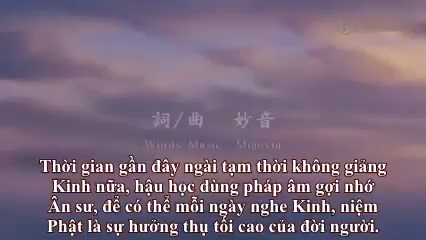 詞/曲 妙音
Words Music Miaoyin
Thời gian gần đây ngài tạm thời không giảng
Kinh nữa, hậu học dùng pháp âm gợi nhớ
Ân sư, để có thể mỗi ngày nghe Kinh, niệm
Phật là sự hưởng thụ tối cao của đời người.